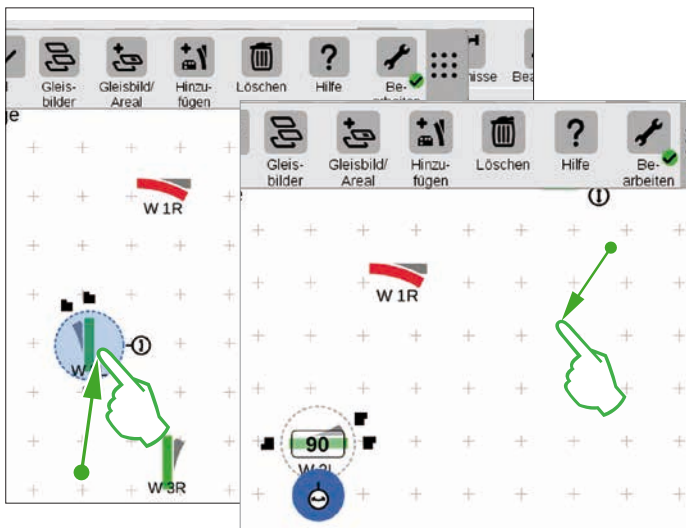 Gleis-
bilder
Gleisbild/
Areal
Hinzu-
fügen
Löschen
Hilfe
Be-
nisse
ge
W 1R
W 3R
Gleis-
bilder
Gleisbild/
Areal
Hinzu-
fügen
Löschen
Hilfe
Be-
arbeiten
W 1R
90